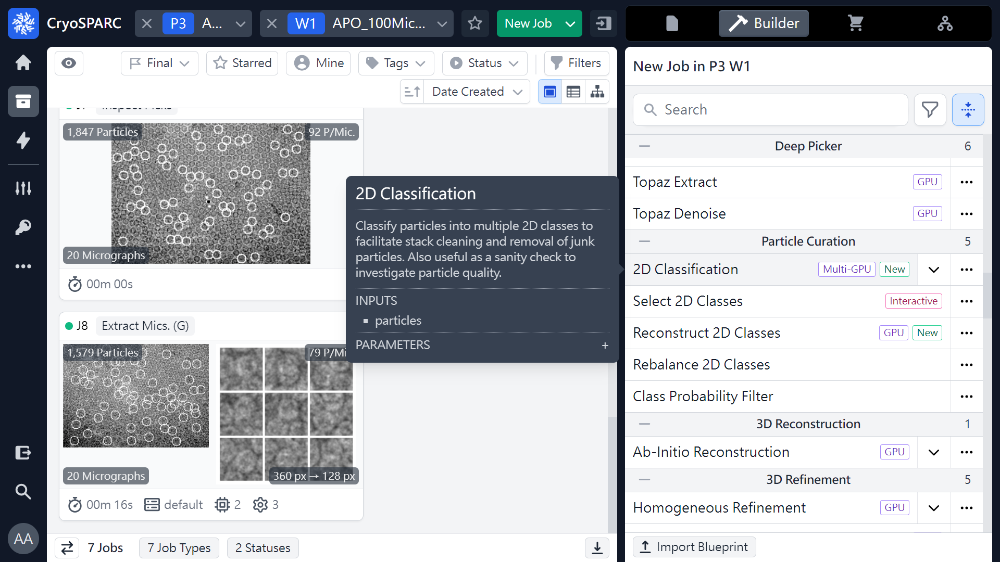 CryoSPARC
P3 A...
W1 APO_100Mic...
New Job
Builder
Final
Starred
Mine
Tags
Status
Filters
Date Created
Inspect Picks
1,847 Particles
92 P/Mic.
20 Micrographs
00m 00s
J8 Extract Mics. (G)
1,579 Particles
79 P/Mi
20 Micrographs
360 px → 128 px
00m 16s default 2 3
7 Jobs
7 Job Types
2 Statuses
AA
2D Classification
Classify particles into multiple 2D classes to
facilitate stack cleaning and removal of junk
particles. Also useful as a sanity check to
investigate particle quality.
INPUTS
particles
PARAMETERS +
New Job in P3 W1
Search
Deep Picker 6
Topaz Extract GPU
Topaz Denoise GPU
Particle Curation 5
2D Classification Multi-GPU New
Select 2D Classes Interactive
Reconstruct 2D Classes GPU New
Rebalance 2D Classes
Class Probability Filter
3D Reconstruction 1
Ab-Initio Reconstruction GPU
3D Refinement 5
Homogeneous Refinement GPU
Import Blueprint